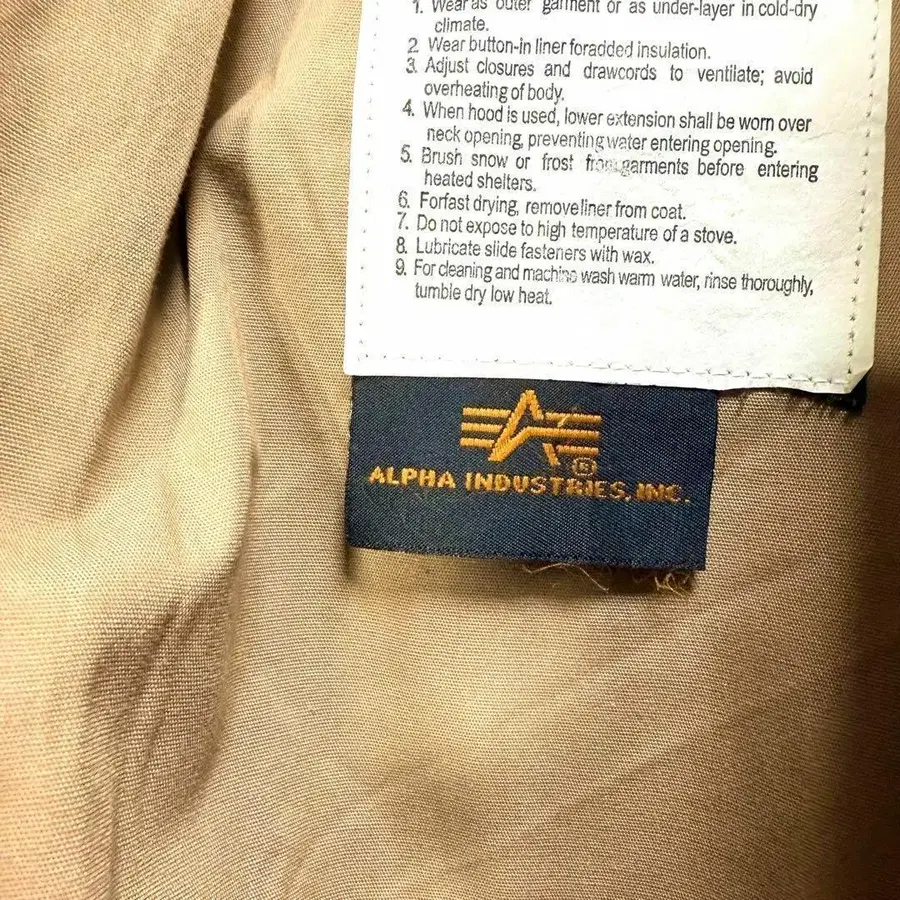 1. Wear as outer garment or as under-layer in cold-dry
climate.
2. Wear button-in liner foradded insulation.
3. Adjust closures and drawcords to ventilate; avoid
overheating of body.
4. When hood is used, lower extension shall be worn over
neck opening, preventing water entering opening.
5. Brush snow or frost from garments before entering
heated shelters.
6. Forfast drying, remove liner from coat.
7. Do not expose to high temperature of a stove.
8. Lubricate slide fasteners with wax.
9. For cleaning and machine wash warm water, rinse thoroughly,
tumble dry low heat.
ALPHA INDUSTRIES, INC.